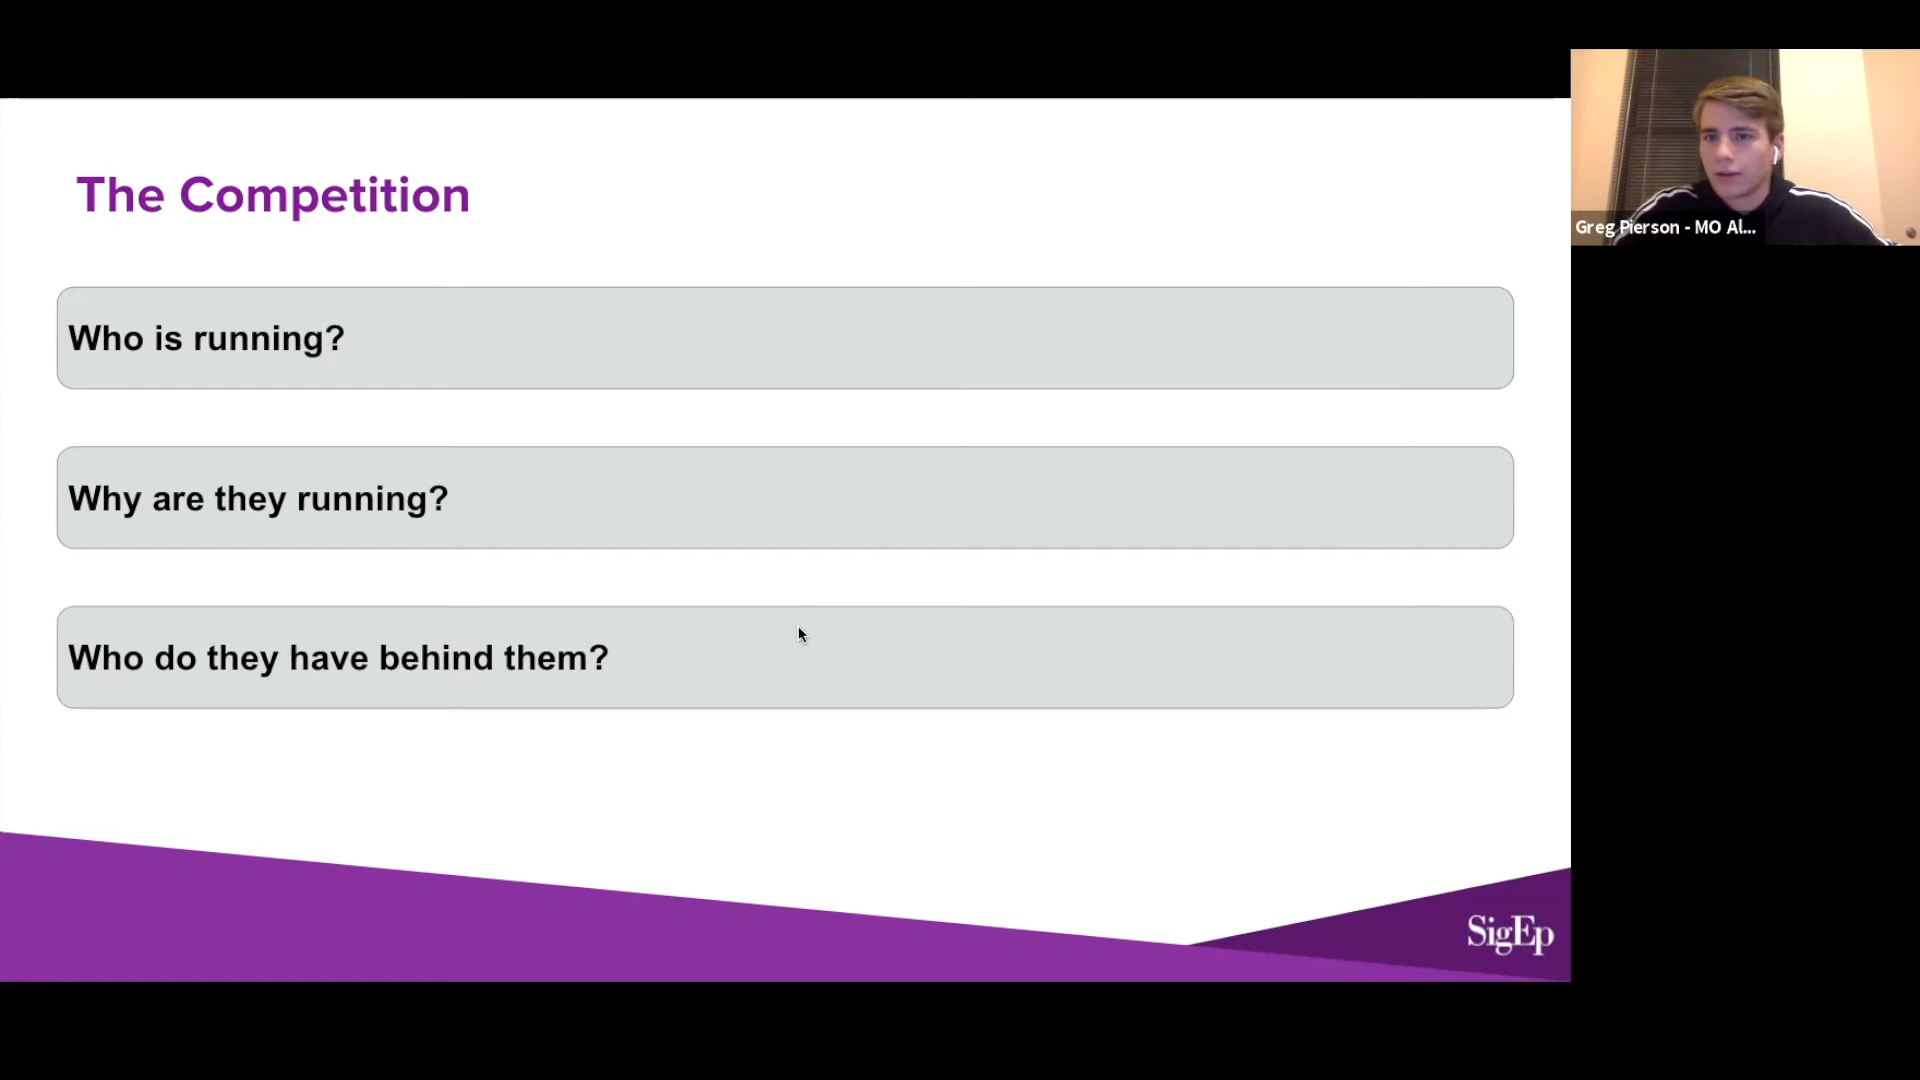 The Competition
Who is running?
Why are they running?
Who do they have behind them?
SigEp
Greg Pierson - MO Al...